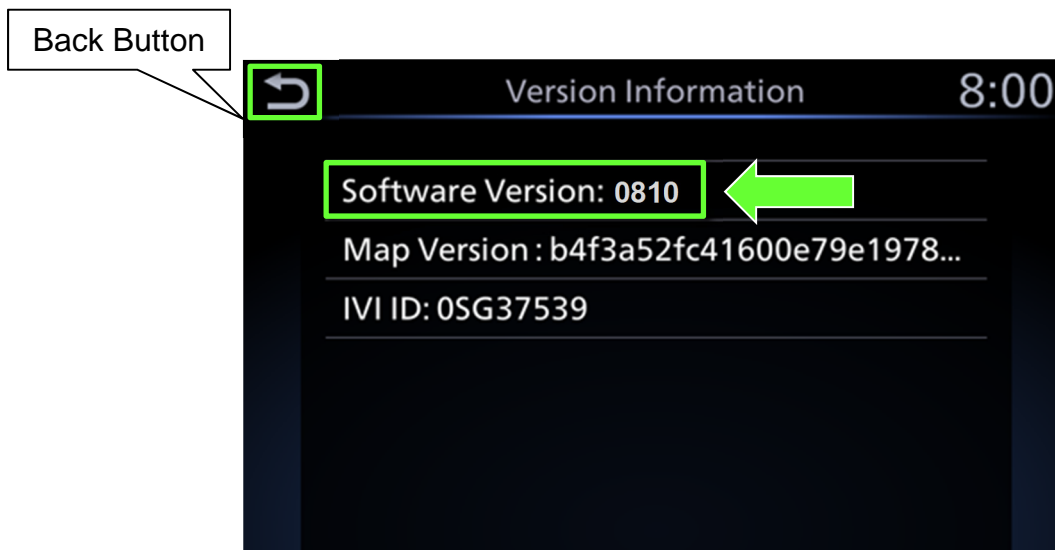 Back Button
Version Information 8:00
Software Version: 0810
Map Version : b4f3a52fc41600e79e1978...
IVI ID: 0SG37539